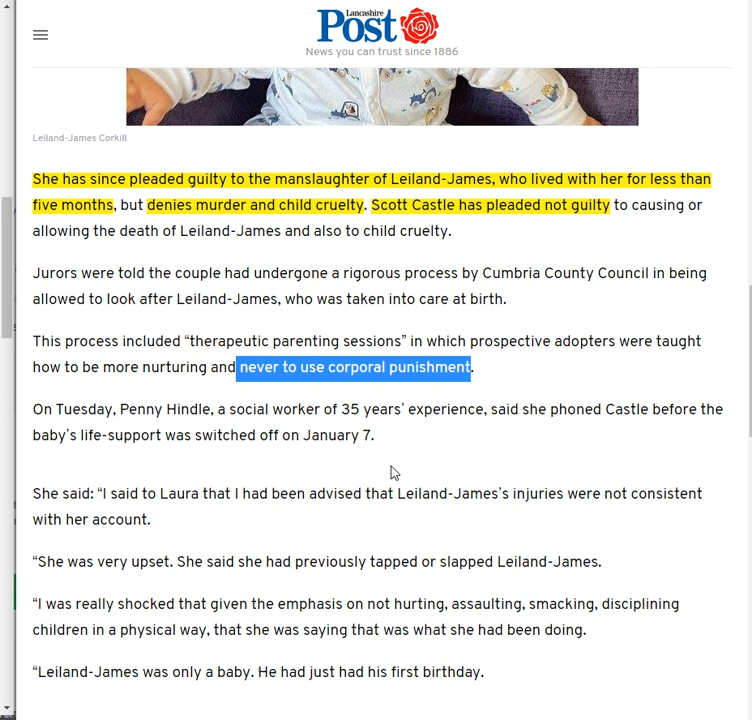 Lancashire
Post
News you can trust since 1886
Leiland-James Corkill
She has since pleaded guilty to the manslaughter of Leiland-James, who lived with her for less than
five months, but denies murder and child cruelty. Scott Castle has pleaded not guilty to causing or
allowing the death of Leiland-James and also to child cruelty.
Jurors were told the couple had undergone a rigorous process by Cumbria County Council in being
allowed to look after Leiland-James, who was taken into care at birth.
This process included “therapeutic parenting sessions” in which prospective adopters were taught
how to be more nurturing and never to use corporal punishment.
On Tuesday, Penny Hindle, a social worker of 35 years’ experience, said she phoned Castle before the
baby’s life-support was switched off on January 7.
She said: “I said to Laura that I had been advised that Leiland-James’s injuries were not consistent
with her account.
“She was very upset. She said she had previously tapped or slapped Leiland-James.
“I was really shocked that given the emphasis on not hurting, assaulting, smacking, disciplining
children in a physical way, that she was saying that was what she had been doing.
“Leiland-James was only a baby. He had just had his first birthday.